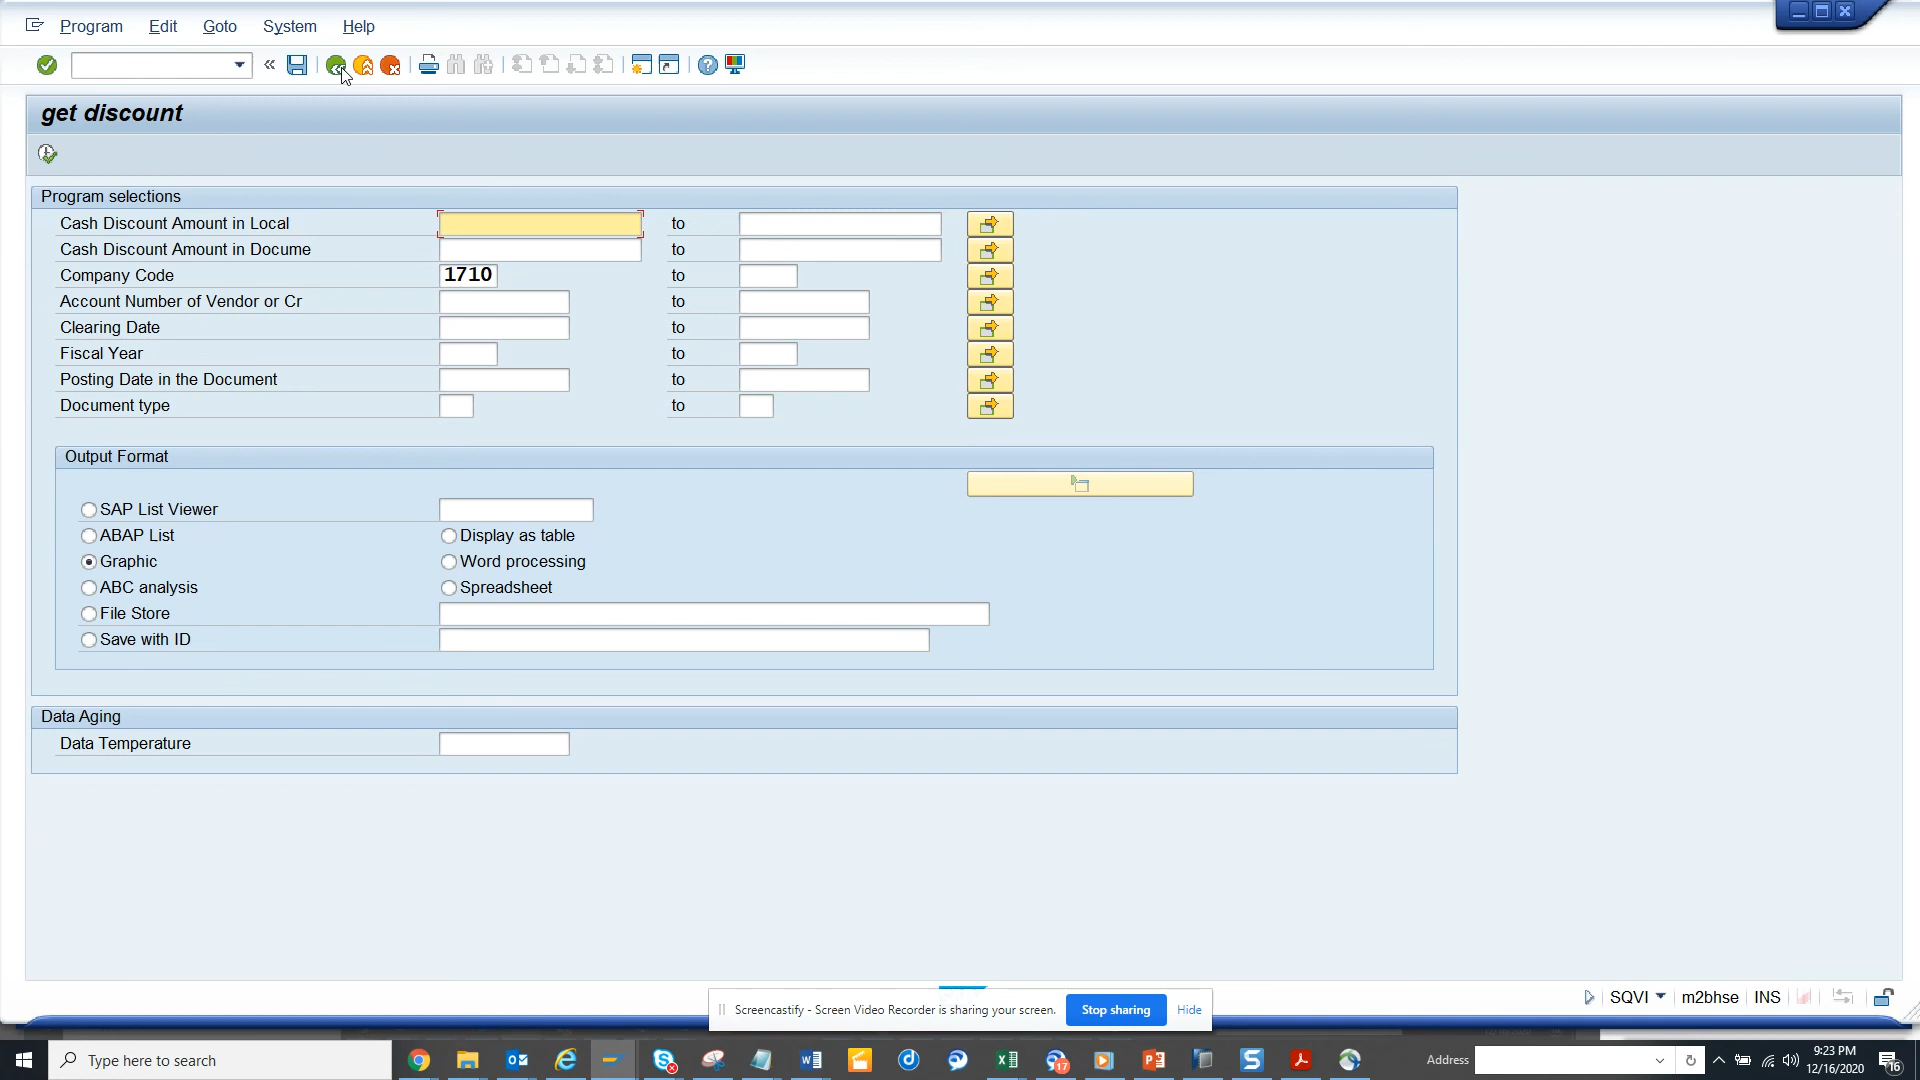 Program Edit Goto System Help
get discount
Program selections
Cash Discount Amount in Local to
Cash Discount Amount in Docume to
Company Code 1710 to
Account Number of Vendor or Cr to
Clearing Date to
Fiscal Year to
Posting Date in the Document to
Document type to
Output Format
SAP List Viewer
ABAP List Display as table
Graphic Word processing
ABC analysis Spreadsheet
File Store
Save with ID
Data Aging
Data Temperature
SQVI m2bhse INS
Screencastify - Screen Video Recorder is sharing your screen. Stop sharing Hide
Type here to search
17
Address
9:23 PM
12/16/2020
16